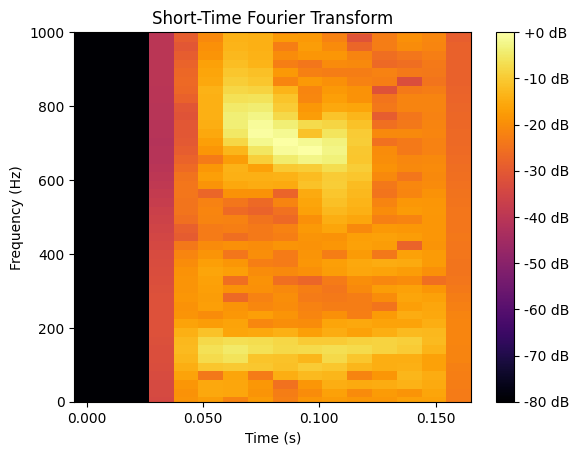 Short-Time Fourier Transform
1000
800
600
400
200
0
Frequency (Hz)
0.000
0.050
0.100
0.150
Time (s)
+0 dB
-10 dB
-20 dB
-30 dB
-40 dB
-50 dB
-60 dB
-70 dB
-80 dB